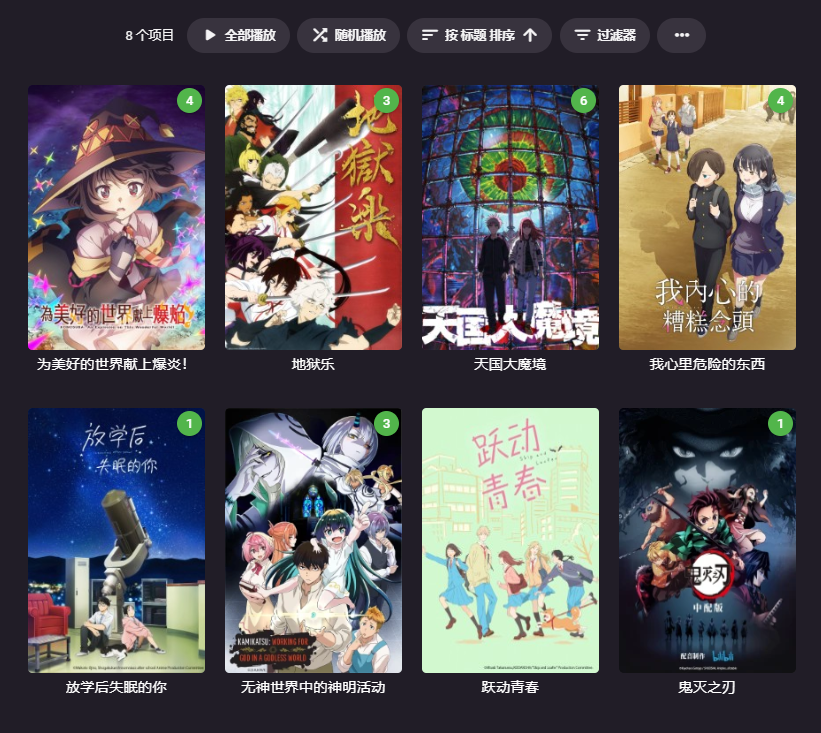 8 个项目
全部播放
随机播放
按 标题 排序
过滤器
4
3
6
4
為美好的世界獻上爆焰!
地獄楽
天国大魔境
我內心的
糟糕念頭
为美好的世界献上爆炎！
地狱乐
天国大魔境
我心里危险的东西
1
3
1
放学后
失眠的你
KAMIKATSU: WORKING FOR
GOD IN A GODLESS WORLD
跃动
Skip and Loafer
青春
鬼灭之刃
中配版
配音制作 bilibili
放学后失眠的你
无神世界中的神明活动
跃动青春
鬼灭之刃